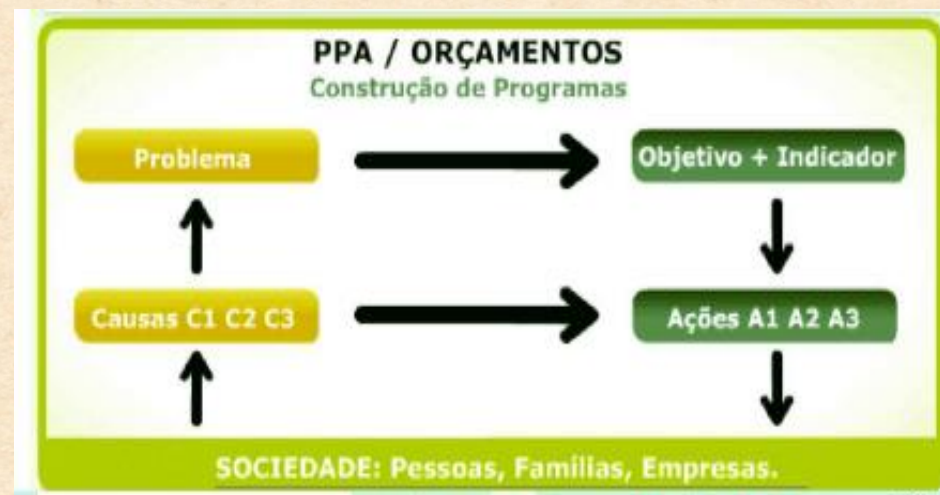 PPA / ORÇAMENTOS
Construção de Programas
Problema
Objetivo + Indicador
Causas C1 C2 C3
Ações A1 A2 A3
SOCIEDADE: Pessoas, Famílias, Empresas.